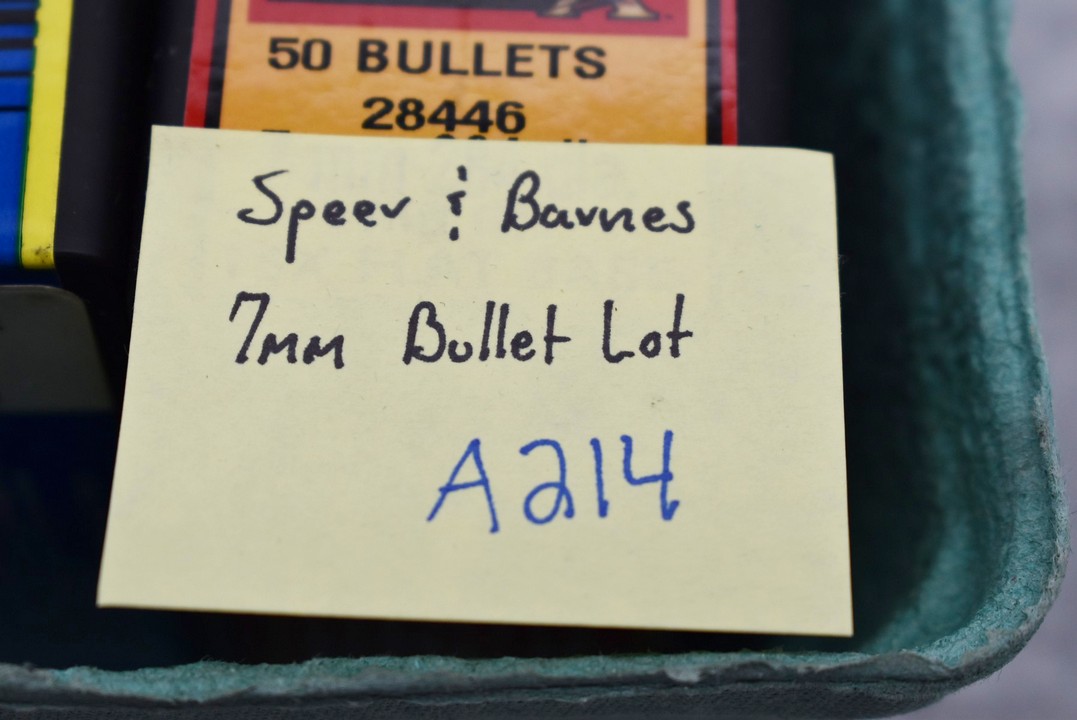 50 BULLETS
28446
Speer & Barnes
7mm Bullet Lot
A214